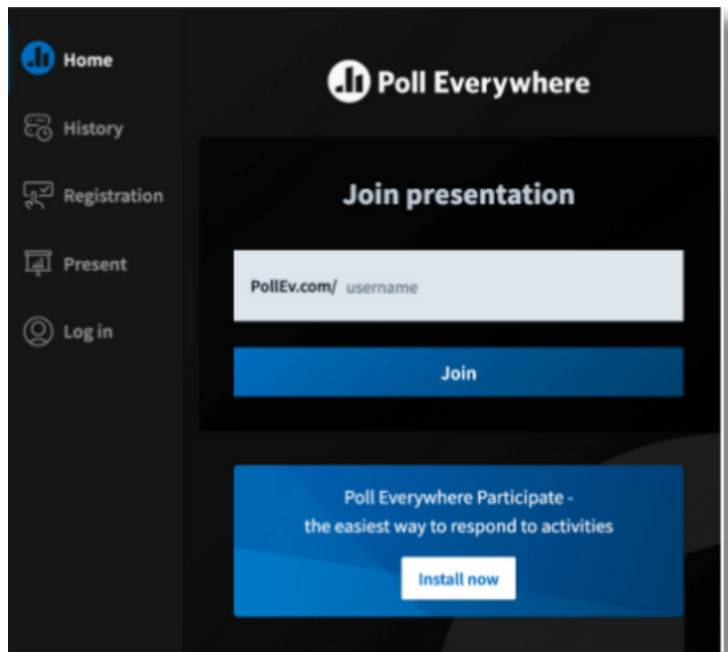 Home
History
Registration
Present
Log in
Poll Everywhere
Join presentation
PollEv.com/ username
Join
Poll Everywhere Participate -
the easiest way to respond to activities
Install now